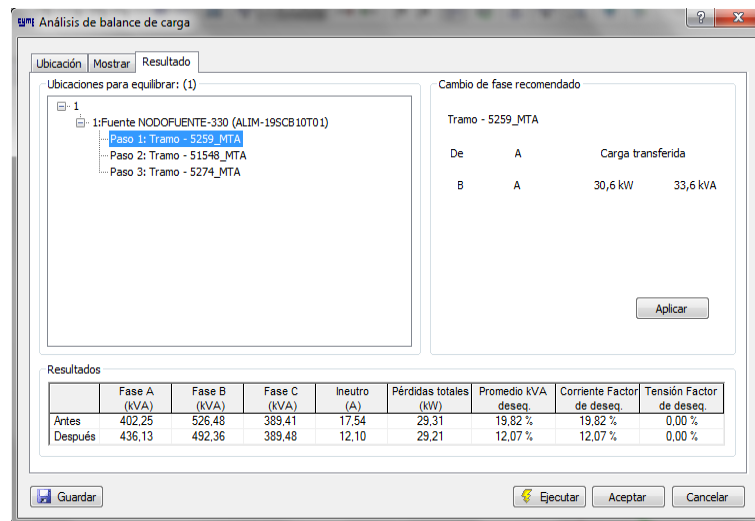 cyme Análisis de balance de carga
Ubicación Mostrar Resultado
Ubicaciones para equilibrar: (1)
1
1:Fuente NODOFUENTE-330 (ALIM-19SCB10T01)
Paso 1: Tramo - 5259_MTA
Paso 2: Tramo - 51548_MTA
Paso 3: Tramo - 5274_MTA
Cambio de fase recomendado
Tramo - 5259_MTA
De A Carga transferida
B A 30,6 kW 33,6 kVA
Aplicar
Resultados
Fase A (kVA) Fase B (kVA) Fase C (kVA) Ineutro (A) Pérdidas totales (kW) Promedio kVA deseq. Corriente Factor de deseq. Tensión Factor de deseq.
Antes 402,25 526,48 389,41 17,54 29,31 19,82 % 19,82 % 0,00 %
Después 436,13 492,36 389,48 12,10 29,21 12,07 % 12,07 % 0,00 %
Guardar Ejecutar Aceptar Cancelar